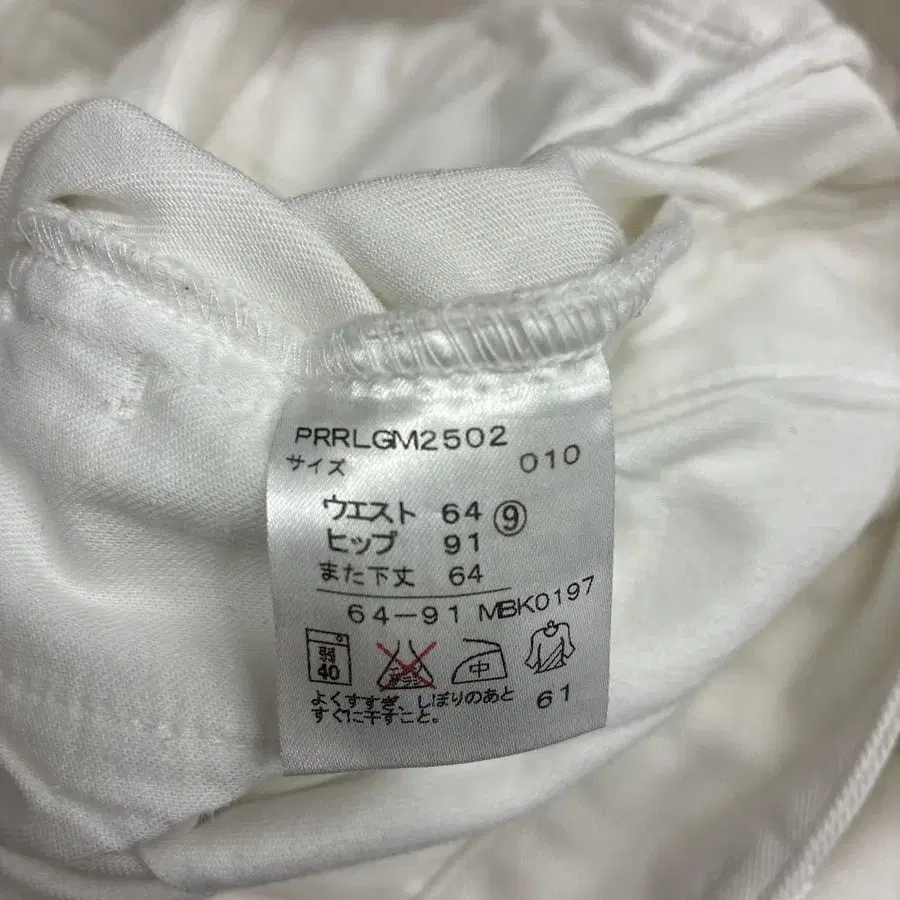 PRRLGM2502
サイズ 010
ウエスト 64 ⑨
ヒップ 91
また下丈 64
64-91 MBK0197
弱
40
中
よくすすぎ、しぼりのあと
すぐに干すこと。
61